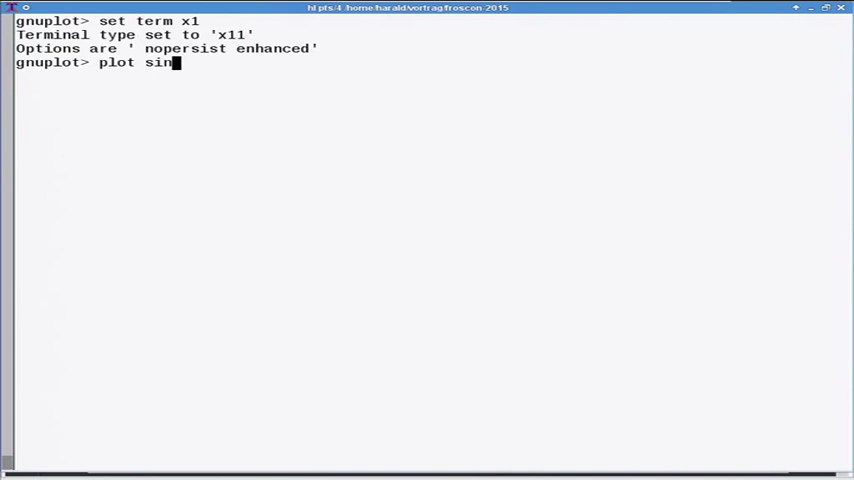 hl pts/4 /home/harald/vortrag/froscon-2015
gnuplot> set term x1
Terminal type set to 'x11'
Options are ' nopersist enhanced'
gnuplot> plot sin